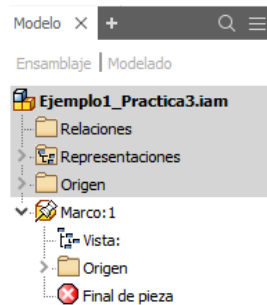 Modelo × +
Ensamblaje | Modelado
Ejemplo1_Practica3.iam
Relaciones
Representaciones
Origen
Marco:1
Vista:
Origen
Final de pieza